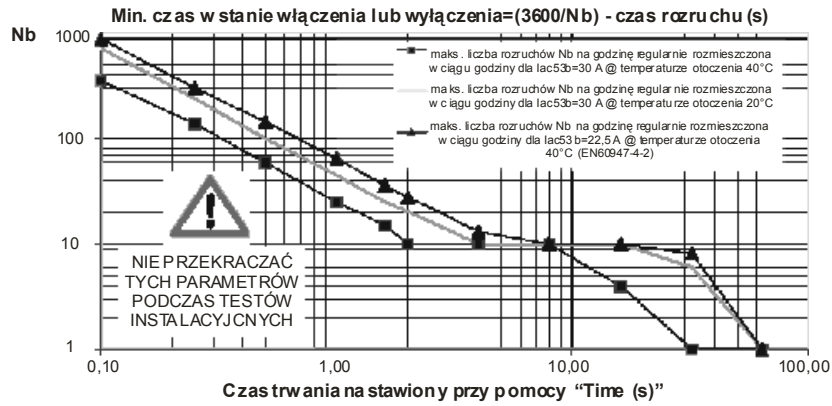 Min. czas w stanie włączenia lub wyłączenia=(3600/Nb) - czas rozruchu (s)
Nb
1000
100
10
1
maks. liczba rozruchów Nb na godzinę regularnie rozmieszczona
w ciągu godziny dla Iac53b=30 A @ temperaturze otoczenia 40°C
maks. liczba rozruchów Nb na godzinę regularnie rozmieszczona
w ciągu godziny dla Iac53b=30 A @ temperaturze otoczenia 20°C
maks. liczba rozruchów Nb na godzinę regularnie rozmieszczona
w ciągu godziny dla Iac53b=22,5A @ temperaturze otoczenia
40°C (EN60947-4-2)
!
NIE PRZEKRACZAĆ
TYCH PARAMETRÓW
PODCZAS TESTÓW
INSTALACYJCNYCH
0,10
1,00
10,00
100,00
Czas trwania nastawiony przy pomocy “Time (s)”